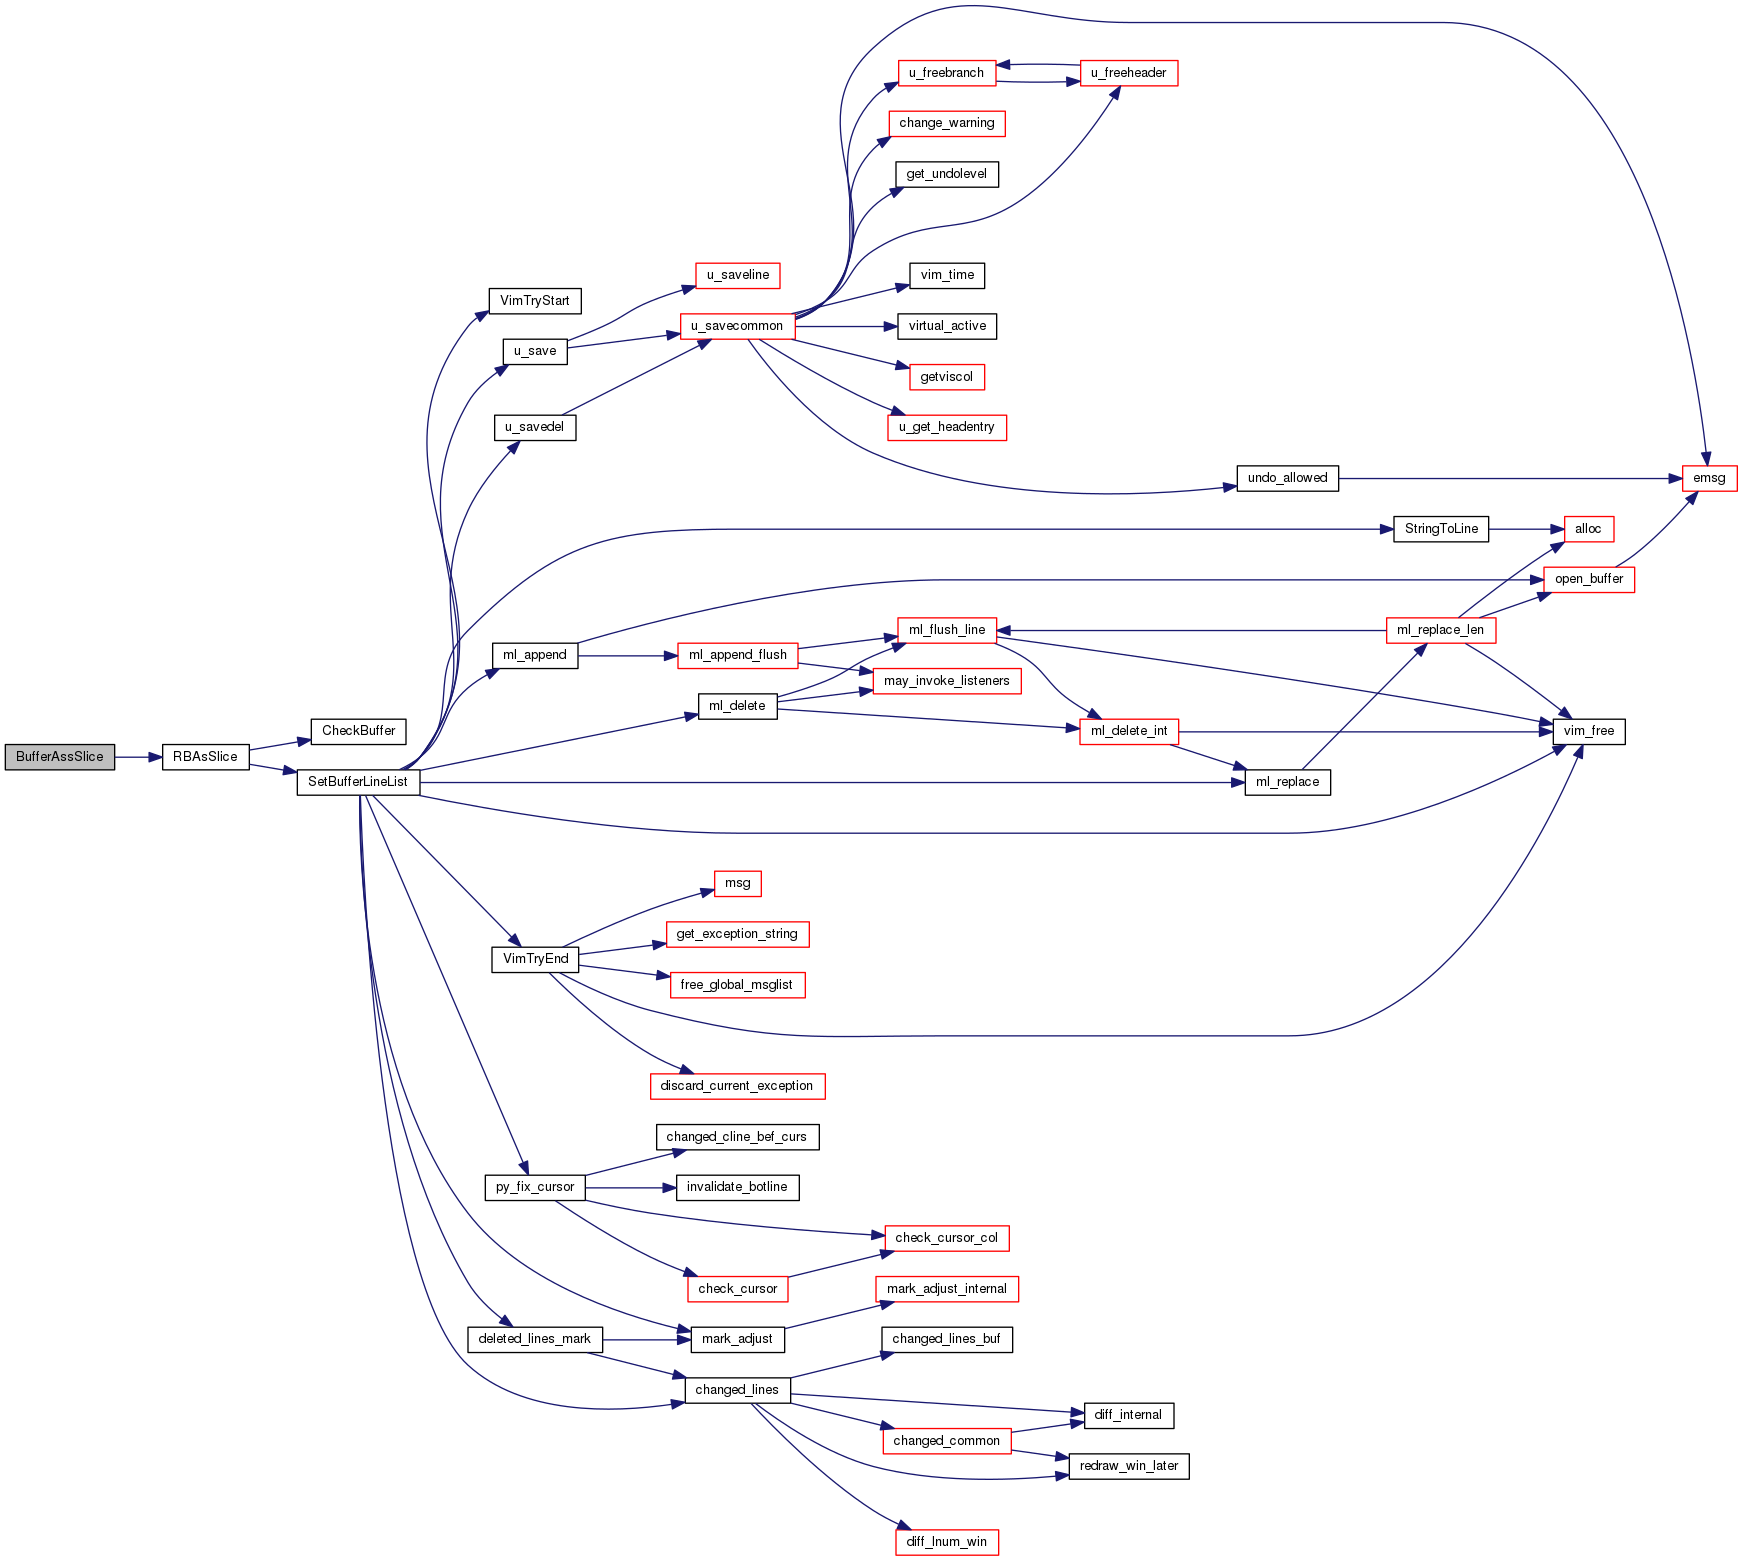 BufferAssSlice
RBAsSlice
CheckBuffer
SetBufferLineList
VimTryStart
u_save
u_savedel
ml_append
ml_delete
VimTryEnd
py_fix_cursor
deleted_lines_mark
u_saveline
u_savecommon
ml_append_flush
msg
get_exception_string
free_global_msglist
discard_current_exception
changed_cline_bef_curs
invalidate_botline
check_cursor
mark_adjust
changed_lines
u_freebranch
change_warning
get_undolevel
vim_time
virtual_active
getviscol
u_get_headentry
ml_flush_line
may_invoke_listeners
check_cursor_col
mark_adjust_internal
changed_lines_buf
changed_common
diff_lnum_win
u_freeheader
ml_delete_int
diff_internal
redraw_win_later
undo_allowed
ml_replace
StringToLine
ml_replace_len
alloc
open_buffer
vim_free
emsg